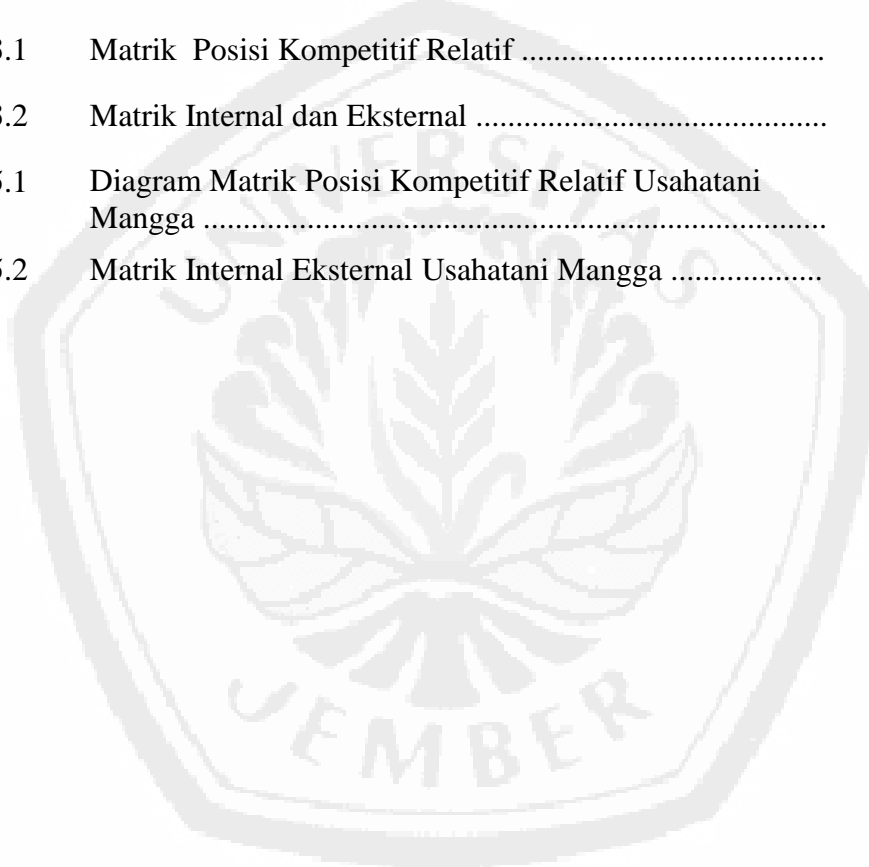 3.1 Matrik Posisi Kompetitif Relatif ..................................
3.2 Matrik Internal dan Eksternal ............................................
5.1 Diagram Matrik Posisi Kompetitif Relatif Usahatani
Mangga ......................................................................
5.2 Matrik Internal Eksternal Usahatani Mangga ...................
UNIVERSITAS
JEMBER